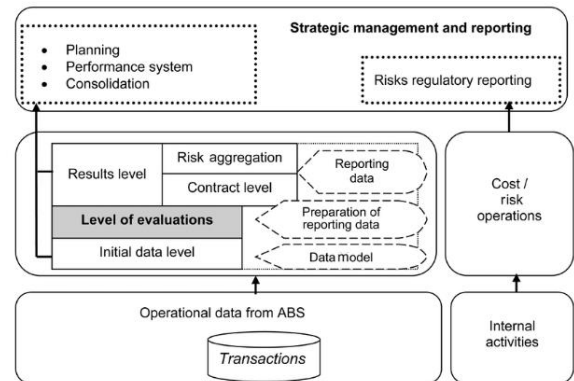 Strategic management and reporting
• Planning
• Performance system
• Consolidation
Risks regulatory reporting
Results level
Risk aggregation
Contract level
Reporting
data
Level of evaluations
Preparation of
reporting data
Initial data level
Data model
Cost /
risk
operations
Operational data from ABS
Transactions
Internal
activities